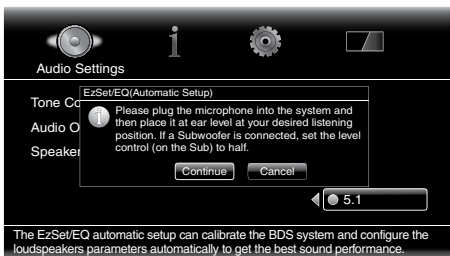 Audio Settings
Tone Co
EzSet/EQ(Automatic Setup)
Audio O
Speaker
Please plug the microphone into the system and
then place it at ear level at your desired listening
position. If a Subwoofer is connected, set the level
control (on the Sub) to half.
Continue Cancel
5.1
The EzSet/EQ automatic setup can calibrate the BDS system and configure the
loudspeakers parameters automatically to get the best sound performance.